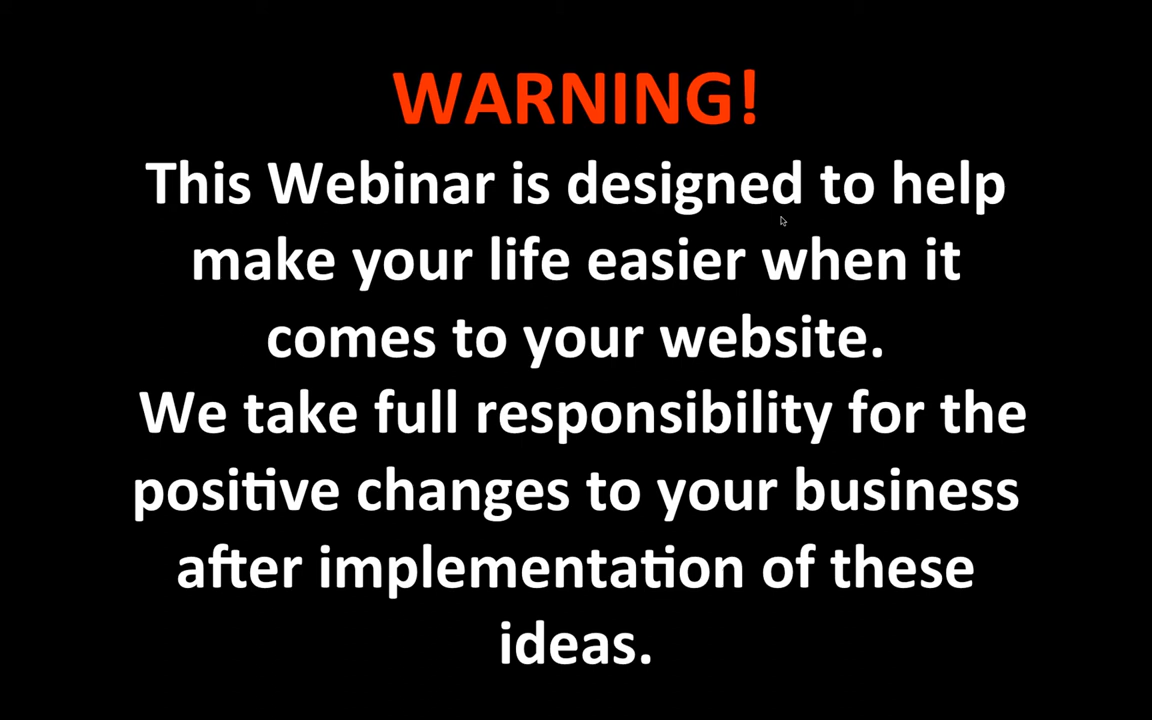 WARNING!
This Webinar is designed to help
make your life easier when it
comes to your website.
We take full responsibility for the
positive changes to your business
after implementation of these
ideas.